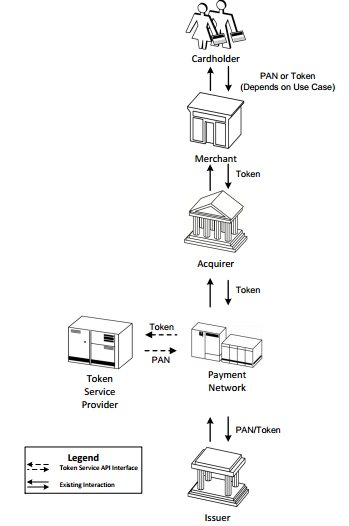 Cardholder
PAN or Token
(Depends on Use Case)
Merchant
Token
Acquirer
Token
Token
PAN
Token
Service
Provider
Payment
Network
PAN/Token
Legend
Token Service API Interface
Existing Interaction
Issuer